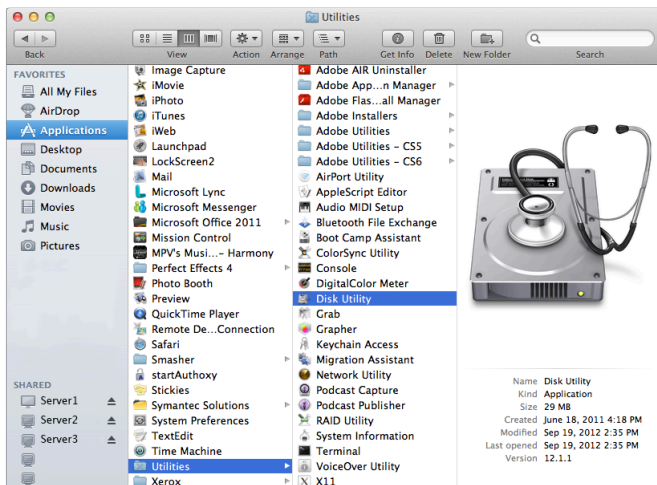 Utilities
Back
View
Action
Arrange
Path
Get Info
Delete
New Folder
Search
FAVORITES
All My Files
AirDrop
Applications
Desktop
Documents
Downloads
Movies
Music
Pictures
SHARED
Server1
Server2
Server3
Image Capture
iMovie
iPhoto
iTunes
iWeb
Launchpad
LockScreen2
Mail
Microsoft Lync
Microsoft Messenger
Microsoft Office 2011
Mission Control
MPV's Musi...- Harmony
Perfect Effects 4
Photo Booth
Preview
QuickTime Player
Remote De...Connection
Safari
Smasher
startAuthoxy
Stickies
Symantec Solutions
System Preferences
TextEdit
Time Machine
Utilities
Xerox
Adobe AIR Uninstaller
Adobe App...n Manager
Adobe Flas...all Manager
Adobe Installers
Adobe Utilities
Adobe Utilities - CS5
Adobe Utilities - CS6
AirPort Utility
AppleScript Editor
Audio MIDI Setup
Bluetooth File Exchange
Boot Camp Assistant
ColorSync Utility
Console
DigitalColor Meter
Disk Utility
Grab
Grapher
Keychain Access
Migration Assistant
Network Utility
Podcast Capture
Podcast Publisher
RAID Utility
System Information
Terminal
VoiceOver Utility
X11
Name Disk Utility
Kind Application
Size 29 MB
Created June 18, 2011 4:18 PM
Modified Sep 19, 2012 2:35 PM
Last opened Sep 19, 2012 2:35 PM
Version 12.1.1